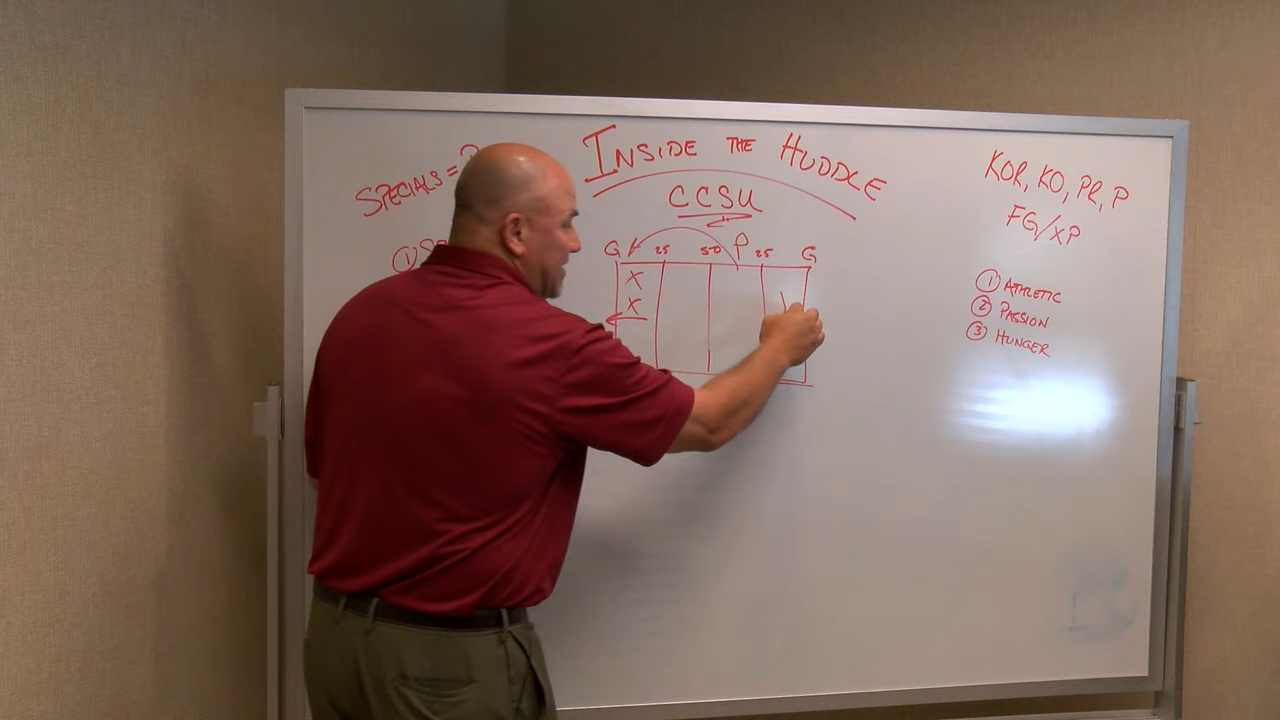 INSIDE THE HUDDLE
CCSU
SPECIALS =
①
G 25 50 P 25 G
X
X
KOR, KO, PR, P
FG/XP
① ATHLETIC
② PASSION
③ HUNGER